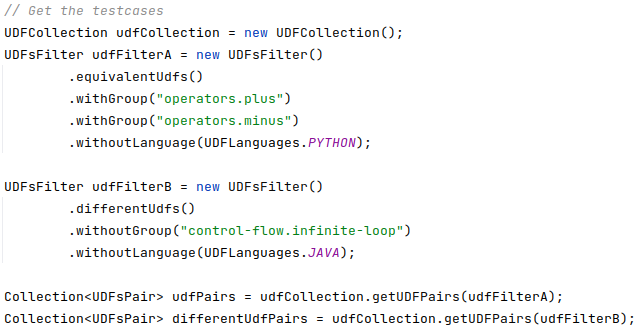 // Get the testcases
UDFCollection udfCollection = new UDFCollection();
UDFsFilter udfFilterA = new UDFsFilter()
        .equivalentUdfs()
        .withGroup("operators.plus")
        .withGroup("operators.minus")
        .withoutLanguage(UDFLanguages.PYTHON);

UDFsFilter udfFilterB = new UDFsFilter()
        .differentUdfs()
        .withoutGroup("control-flow.infinite-loop")
        .withoutLanguage(UDFLanguages.JAVA);

Collection<UDFsPair> udfPairs = udfCollection.getUDFPairs(udfFilterA);
Collection<UDFsPair> differentUdfPairs = udfCollection.getUDFPairs(udfFilterB);